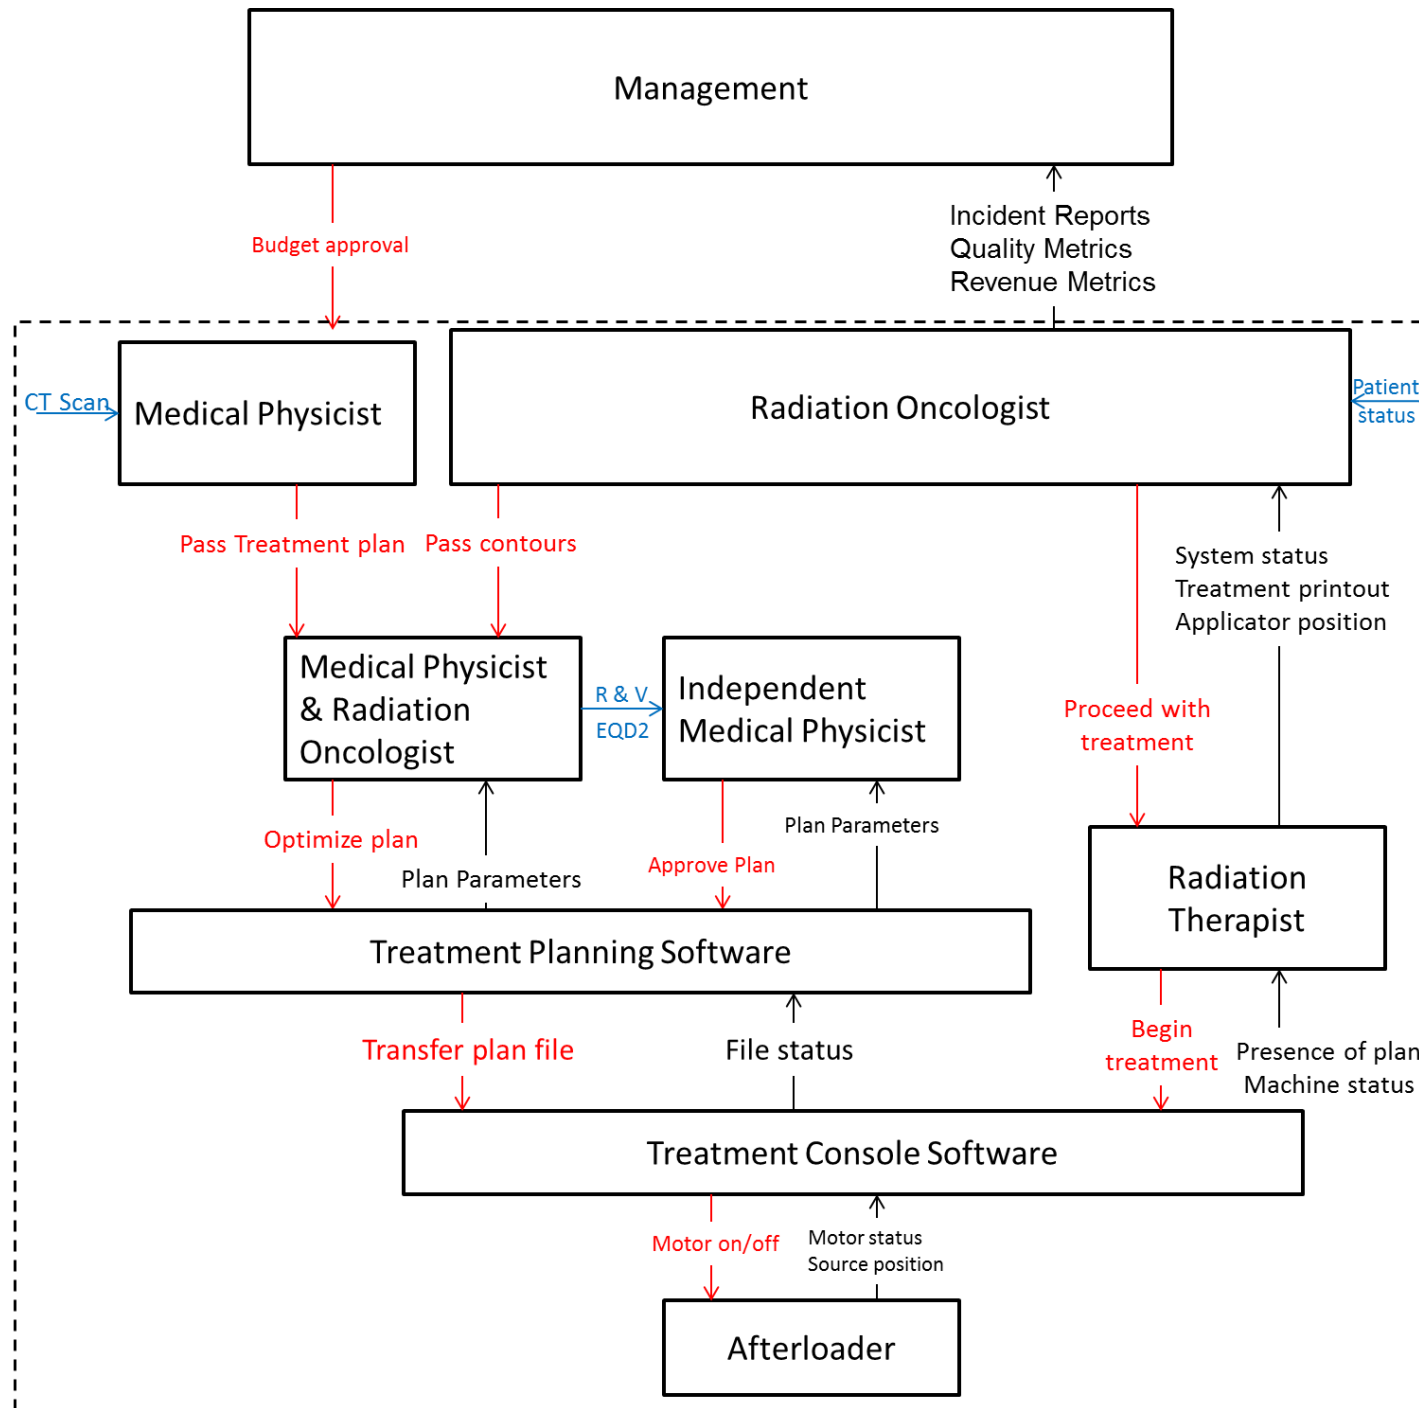 Management
Budget approval
Incident Reports
Quality Metrics
Revenue Metrics
CT Scan
Medical Physicist
Radiation Oncologist
Patient
status
Pass Treatment plan
Pass contours
System status
Treatment printout
Applicator position
Medical Physicist
& Radiation
Oncologist
R & V
EQD2
Independent
Medical Physicist
Proceed with
treatment
Optimize plan
Plan Parameters
Approve Plan
Plan Parameters
Radiation
Therapist
Treatment Planning Software
Transfer plan file
File status
Begin
treatment
Presence of plan
Machine status
Treatment Console Software
Motor on/off
Motor status
Source position
Afterloader